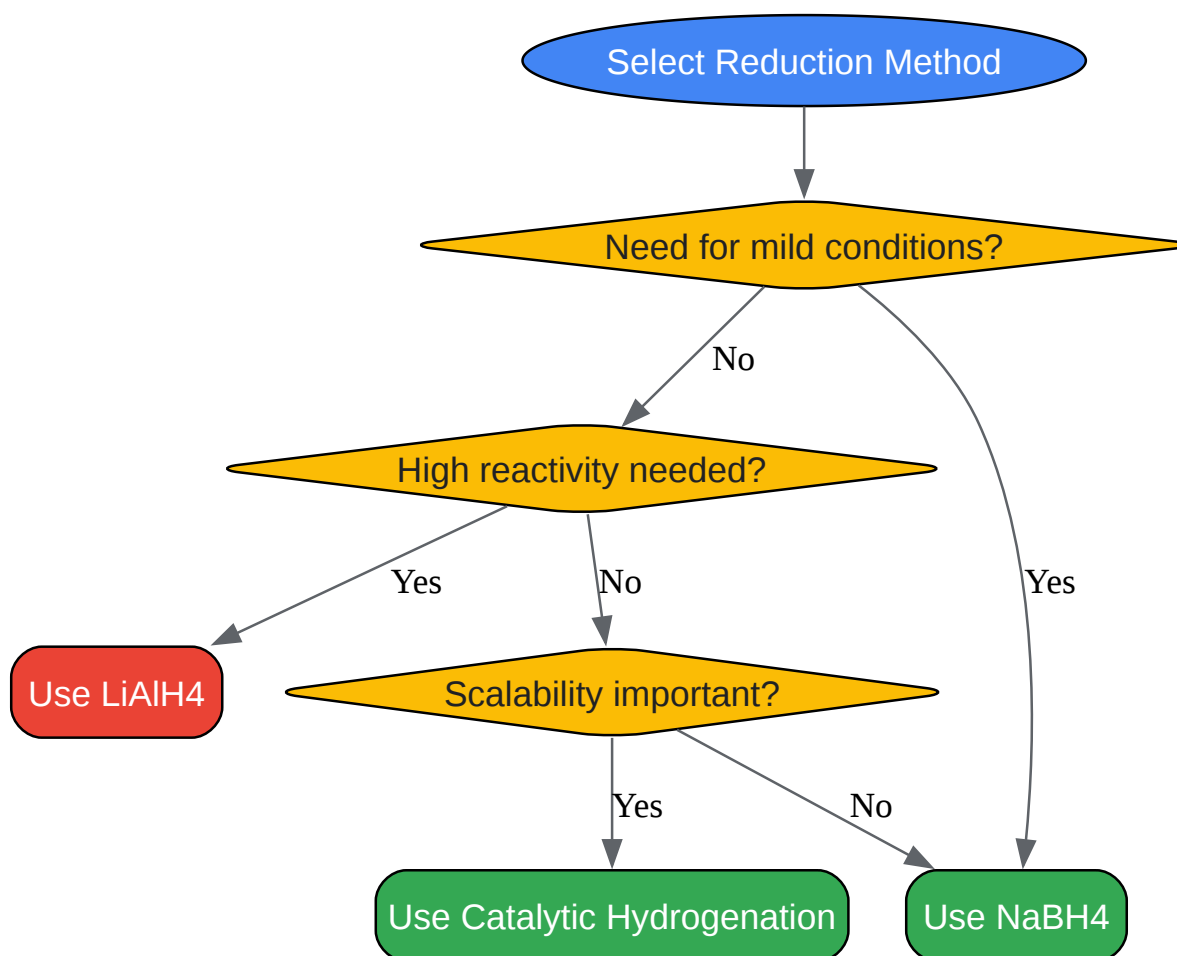 Select Reduction Method
Need for mild conditions?
No
High reactivity needed?
Yes
No
Yes
Use LiAlH4
Scalability important?
Yes
No
Use Catalytic Hydrogenation
Use NaBH4